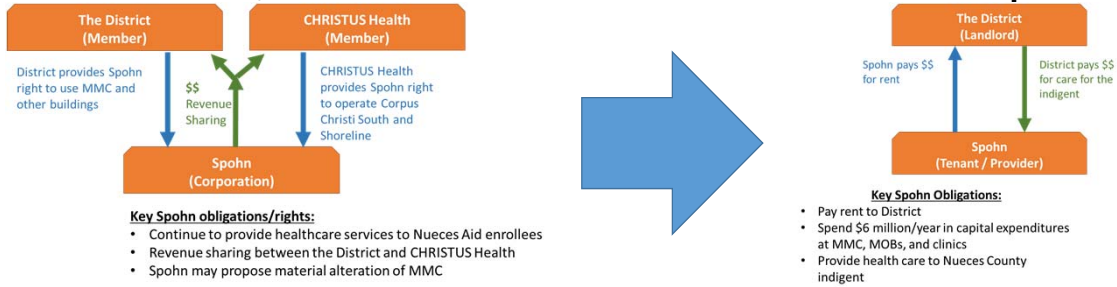 The District
(Member)
CHRISTUS Health
(Member)
District provides Spohn
right to use MMC and
other buildings
$$
Revenue
Sharing
CHRISTUS Health
provides Spohn right
to operate Corpus
Christi South and
Shoreline
Spohn
(Corporation)
Key Spohn obligations/rights:
• Continue to provide healthcare services to Nueces Aid enrollees
• Revenue sharing between the District and CHRISTUS Health
• Spohn may propose material alteration of MMC
The District
(Landlord)
Spohn pays $$
for rent
District pays $$
for care for the
indigent
Spohn
(Tenant / Provider)
Key Spohn Obligations:
• Pay rent to District
• Spend $6 million/year in capital expenditures
at MMC, MOBs, and clinics
• Provide health care to Nueces County
indigent